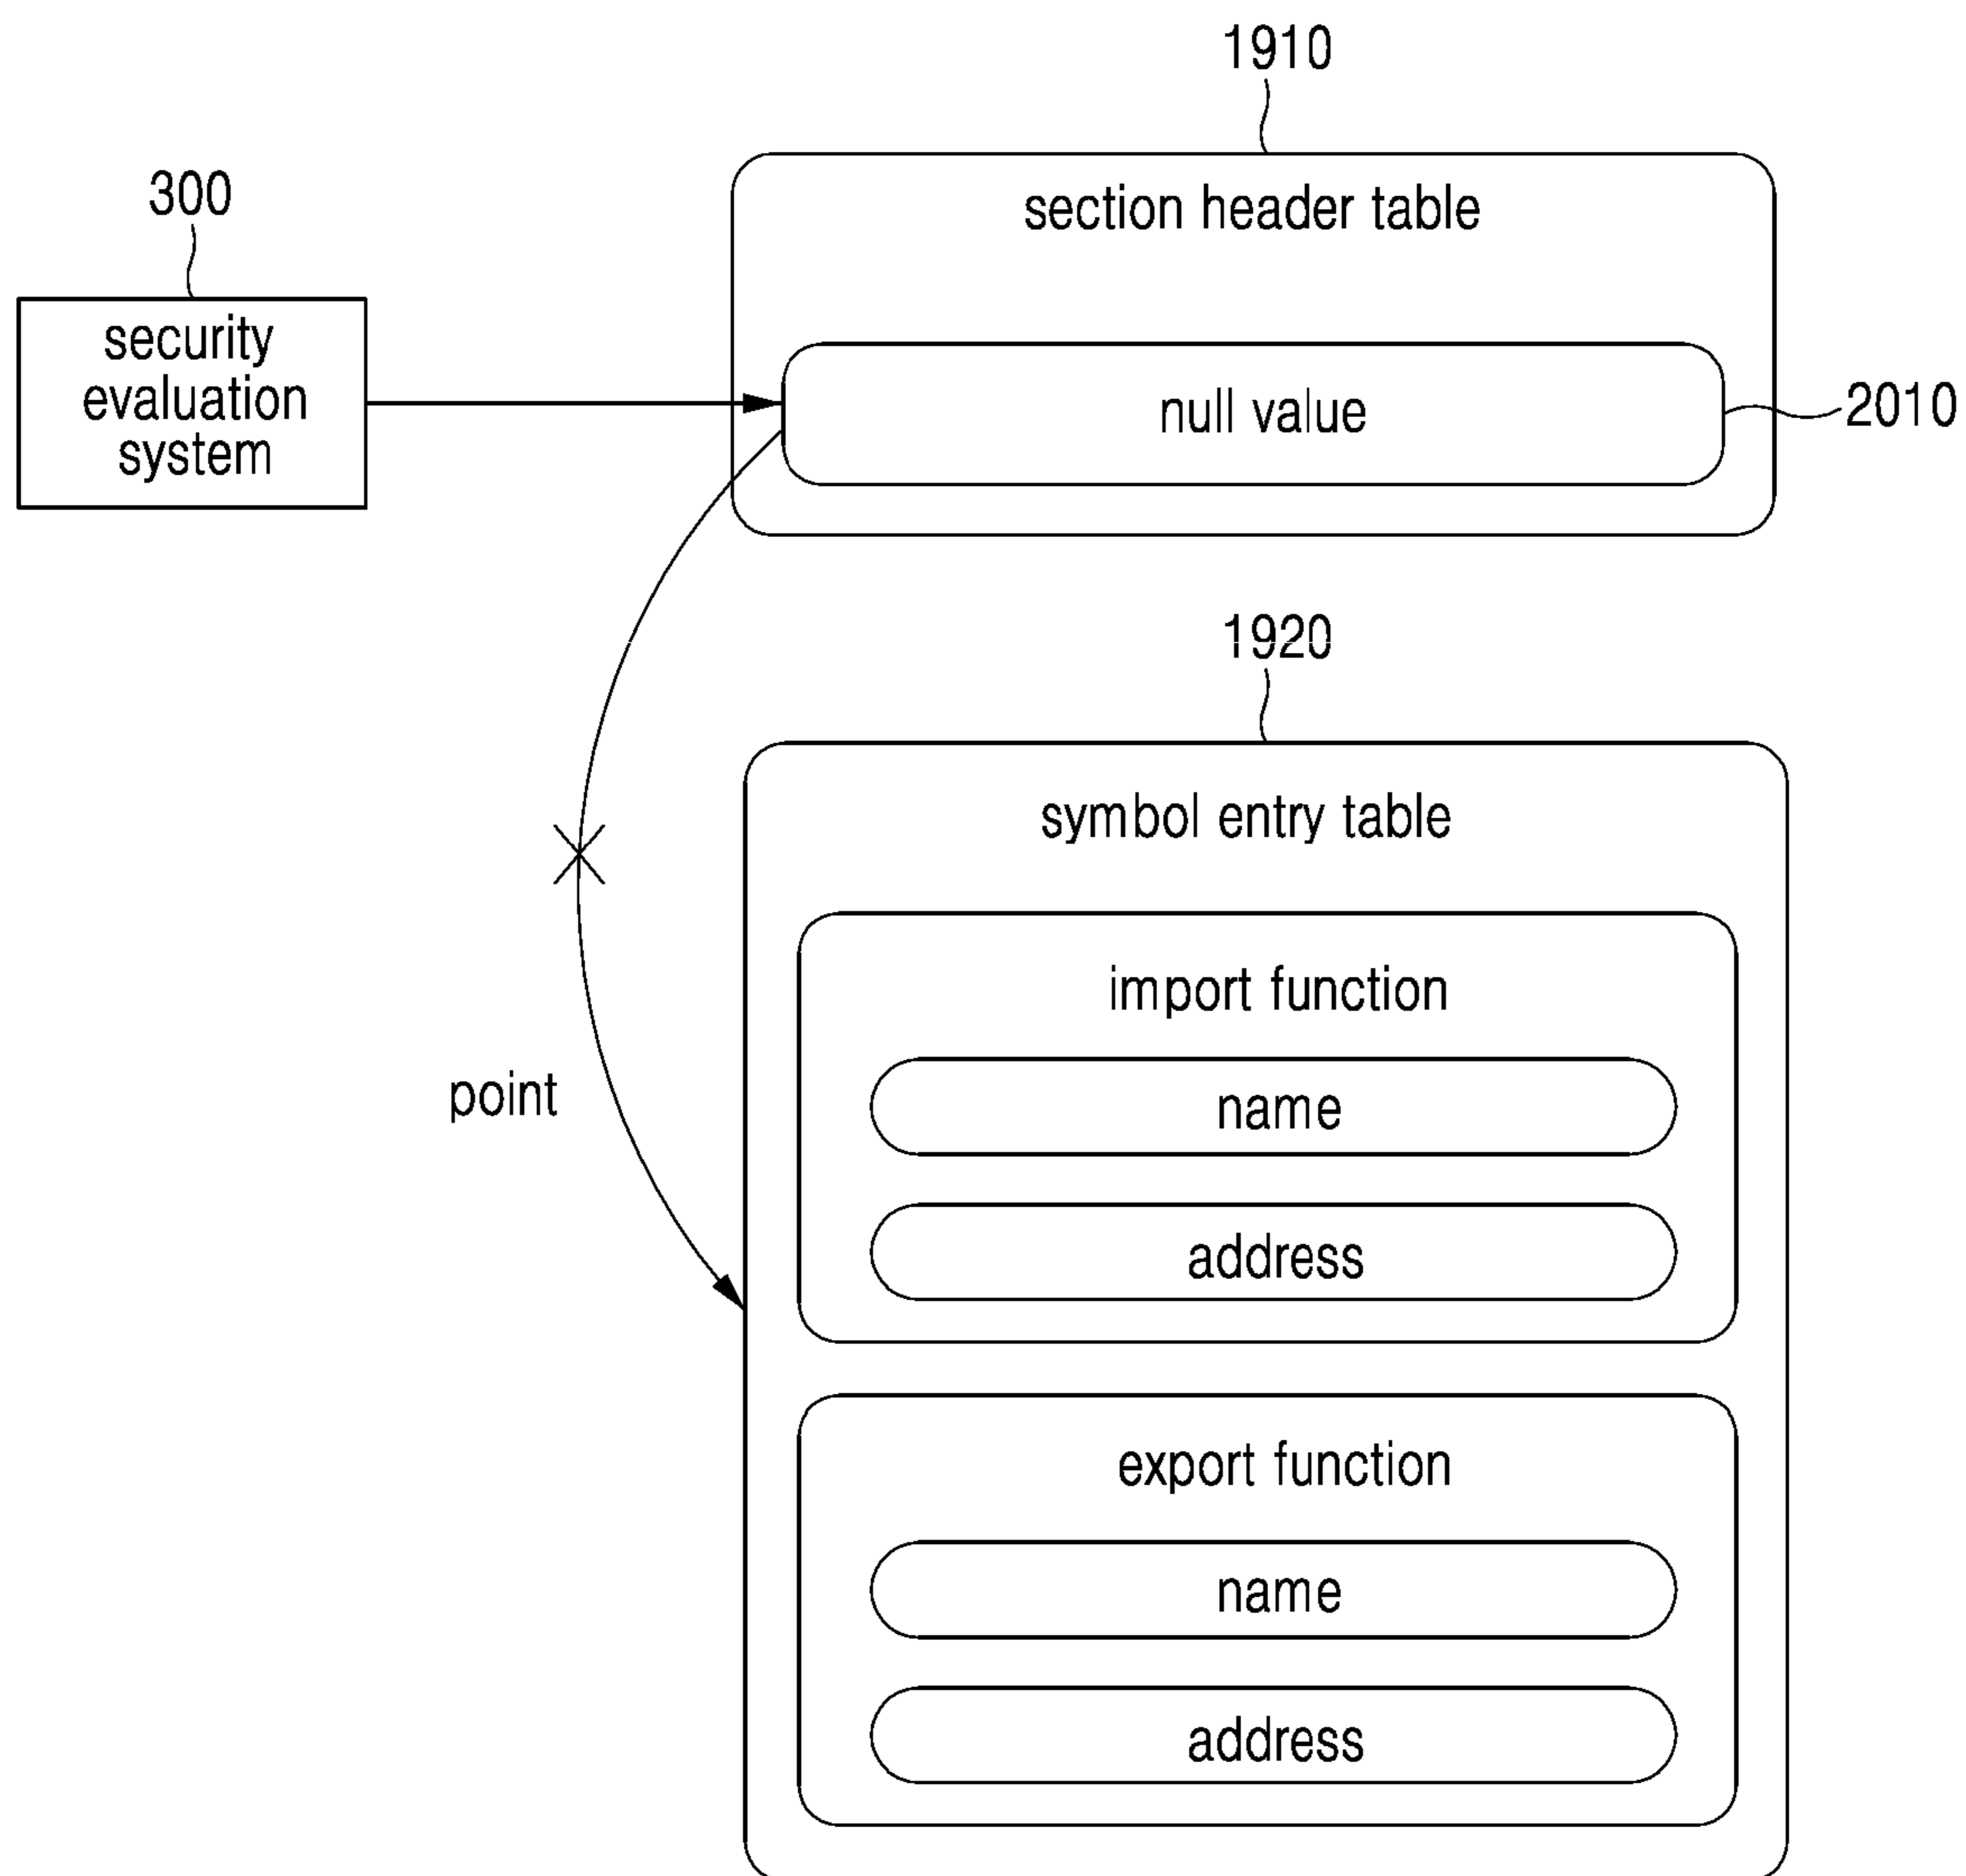 1910
300
section header table
security
evaluation
system
null value
2010
1920
symbol entry table
import function
point
name
address
export function
name
address